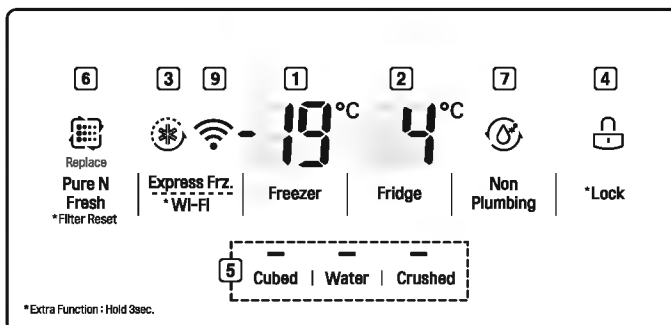 6 3 9 1 2 7 4
-19°C 4°C
Replace
Pure N Fresh
*Filter Reset
Express Frz.
*Wi-Fi
Freezer
Fridge
Non Plumbing
*Lock
5
Cubed | Water | Crushed
*Extra Function : Hold 3sec.